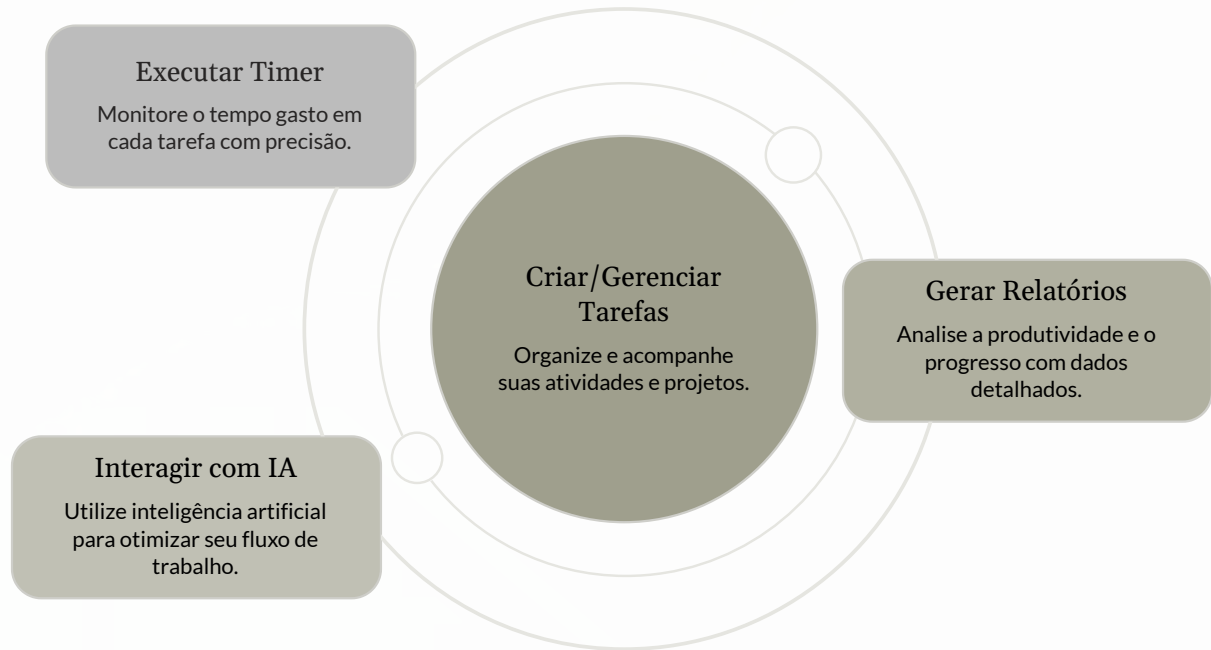 Executar Timer
Monitore o tempo gasto em
cada tarefa com precisão.
Criar/Gerenciar
Tarefas
Organize e acompanhe
suas atividades e projetos.
Gerar Relatórios
Analise a produtividade e o
progresso com dados
detalhados.
Interagir com IA
Utilize inteligência artificial
para otimizar seu fluxo de
trabalho.